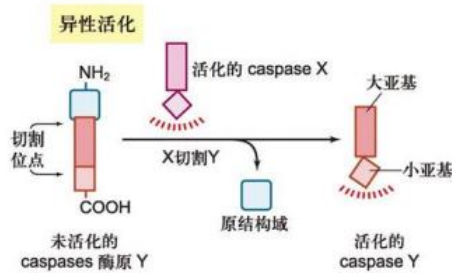 异性活化
NH₂
活化的 caspase X
大亚基
切割
位点
X切割Y
小亚基
COOH
原结构域
未活化的
caspases 酶原 Y
活化的
caspase Y